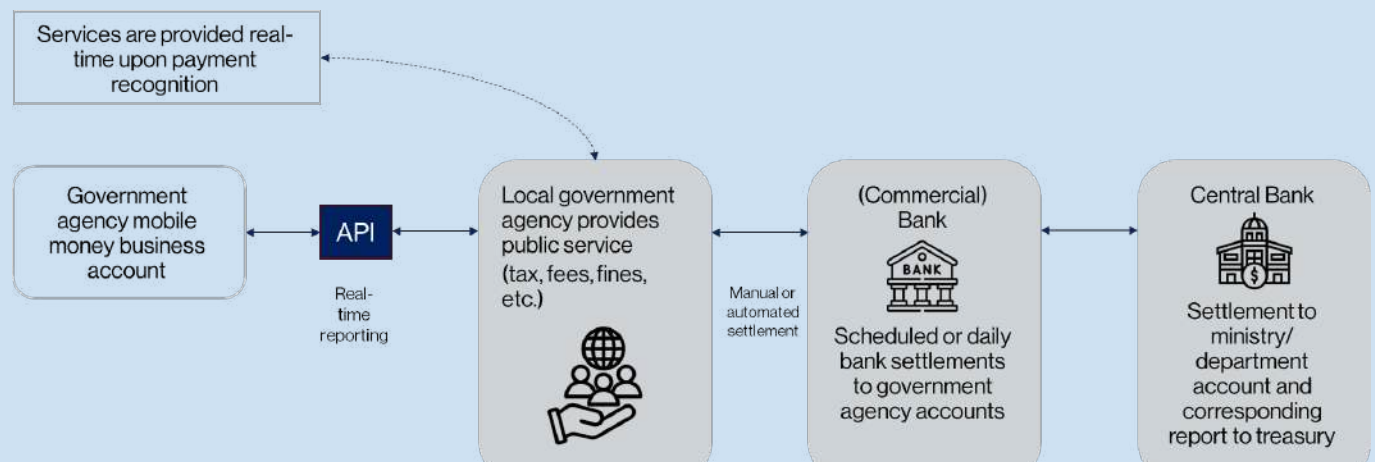 Services are provided real-
time upon payment
recognition
Government
agency mobile
money business
account
API
Real-
time
reporting
Local government
agency provides
public service
(tax, fees, fines,
etc.)
Manual or
automated
settlement
(Commercial)
Bank
BANK
Scheduled or daily
bank settlements
to government
agency accounts
Central Bank
$
Settlement to
ministry/
department
account and
corresponding
report to treasury